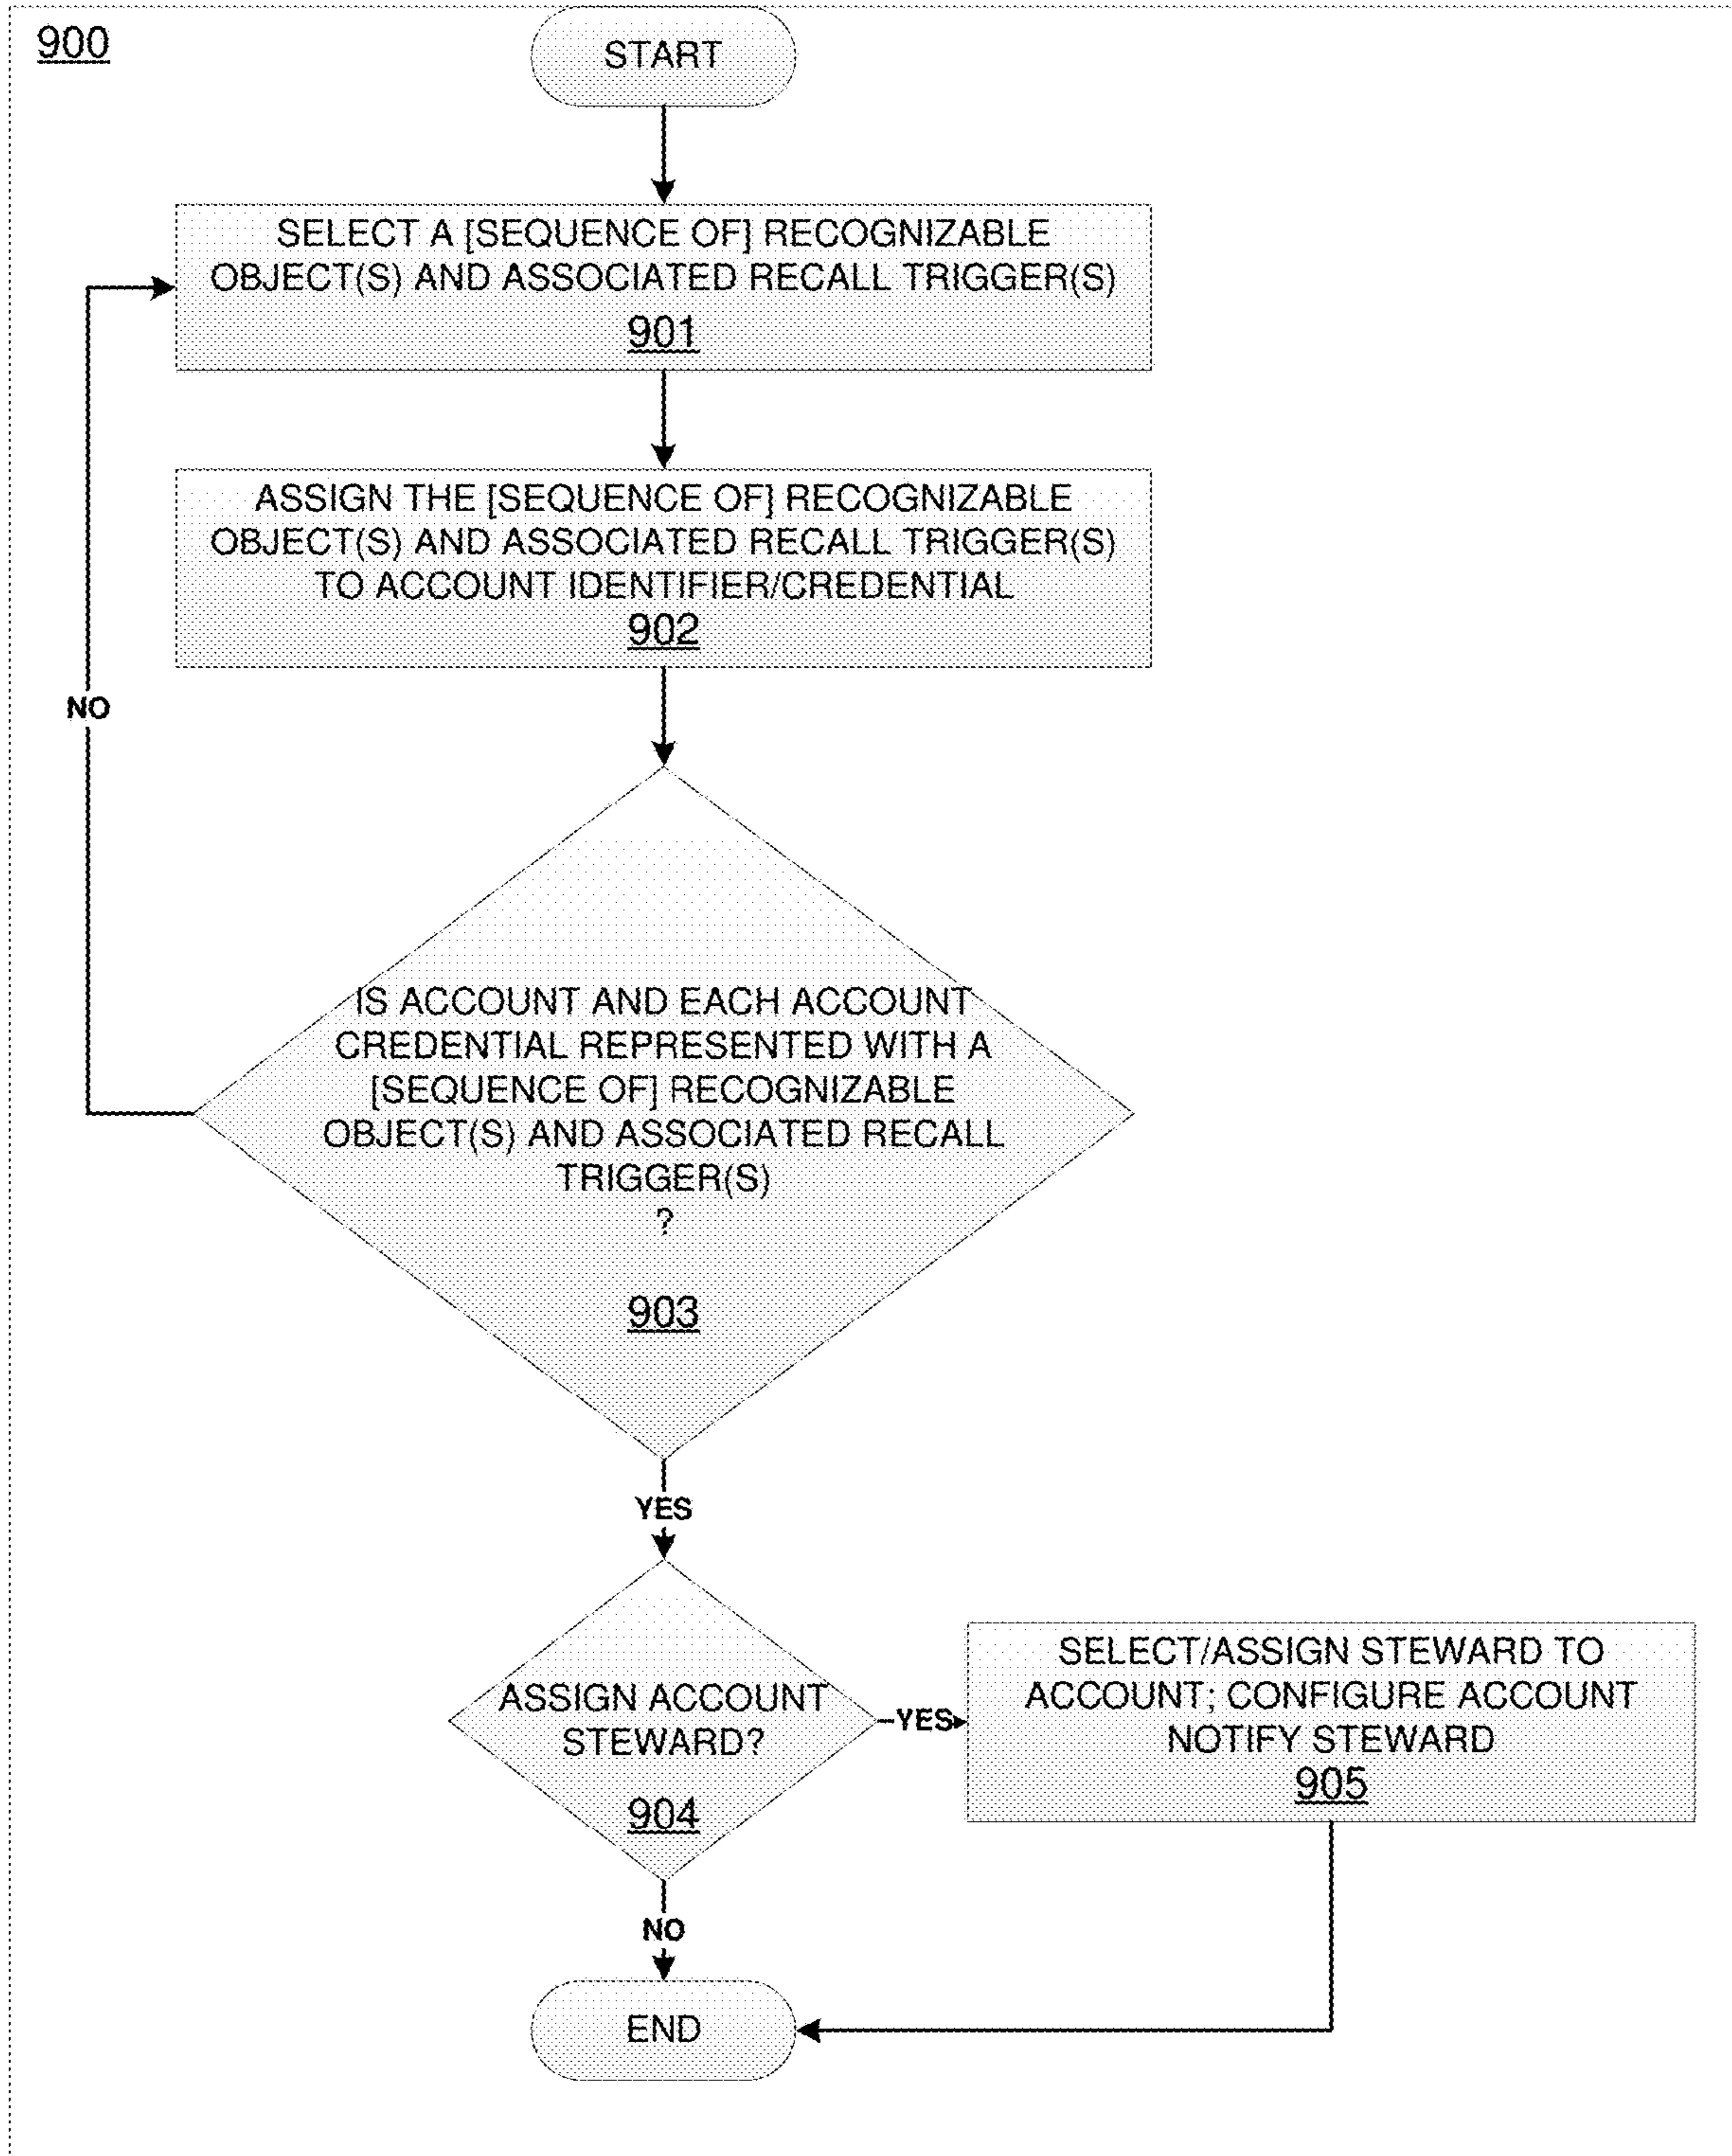 900
START
SELECT A [SEQUENCE OF] RECOGNIZABLE
OBJECT(S) AND ASSOCIATED RECALL TRIGGER(S)
901
ASSIGN THE [SEQUENCE OF] RECOGNIZABLE
OBJECT(S) AND ASSOCIATED RECALL TRIGGER(S)
TO ACCOUNT IDENTIFIER/CREDENTIAL
902
NO
IS ACCOUNT AND EACH ACCOUNT
CREDENTIAL REPRESENTED WITH A
[SEQUENCE OF] RECOGNIZABLE
OBJECT(S) AND ASSOCIATED RECALL
TRIGGER(S)
?
903
YES
ASSIGN ACCOUNT
STEWARD?
904
YES
SELECT/ASSIGN STEWARD TO
ACCOUNT; CONFIGURE ACCOUNT
NOTIFY STEWARD
905
NO
END